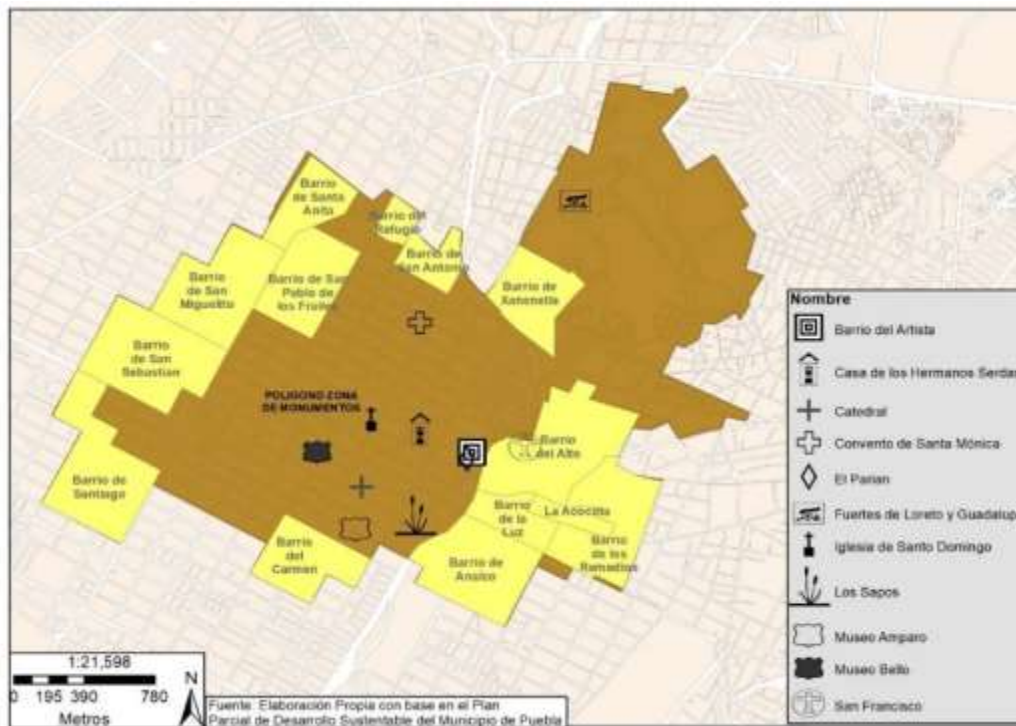 Barrio
de Santa
Anita
Barrio del
Refugio
Barrio de
San Antonio
Barrio
de San
Miguelito
Barrio de San
Pablo de
los Frailes
Barrio de
Xanenetla
Barrio
de San
Sebastian
POLIGONO ZONA
DE MONUMENTOS
Barrio
del Alto
Barrio de
Santiago
Barrio
de la
Luz
La Acocota
Barrio
del
Carmen
Barrio de
Analco
Barrio
de los
Remedios
Nombre
Barrio del Artista
Casa de los Hermanos Serdan
Catedral
Convento de Santa Mónica
El Parian
Fuertes de Loreto y Guadalup
Iglesia de Santo Domingo
Los Sapos
Museo Amparo
Museo Bello
San Francisco
1:21,598
0 195 390 780
Metros
N
Fuente: Elaboración Propia con base en el Plan
Parcial de Desarrollo Sustentable del Municipio de Puebla